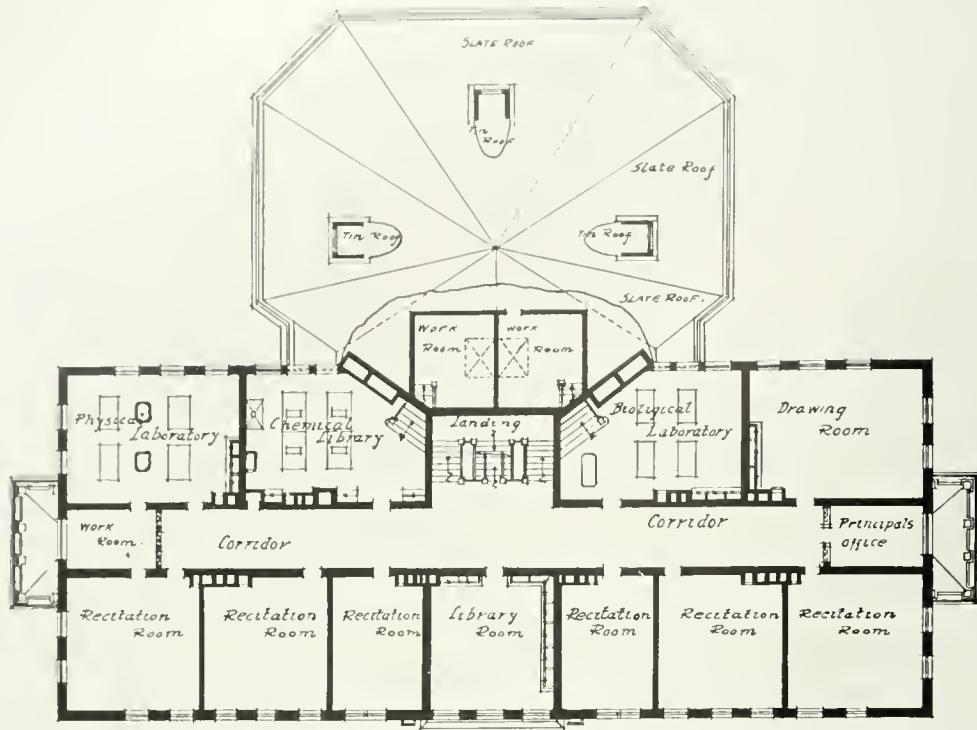 SLATE ROOF
Tin
Roof
Slate Roof
Tin Roof
Tin Roof
SLATE ROOF.
WORK
ROOM
WORK
ROOM
Physical
Laboratory
Chemical
Library
Landing
Biological
Laboratory
Drawing
Room
Work
Room.
Corridor
Corridor
Principals
office
Recitation
Room
Recitation
Room
Recitation
Room
Library
Room
Recitation
Room
Recitation
Room
Recitation
Room